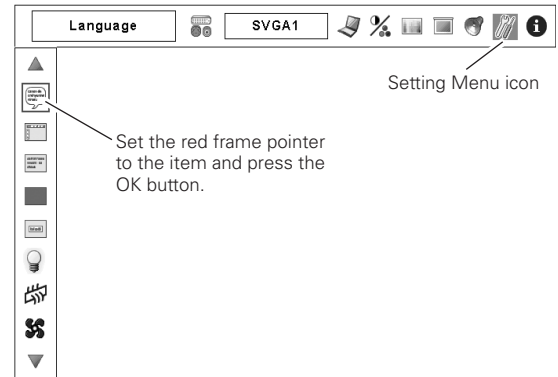 Language
SVGA1
Setting Menu icon
Set the red frame pointer
to the item and press the
OK button.